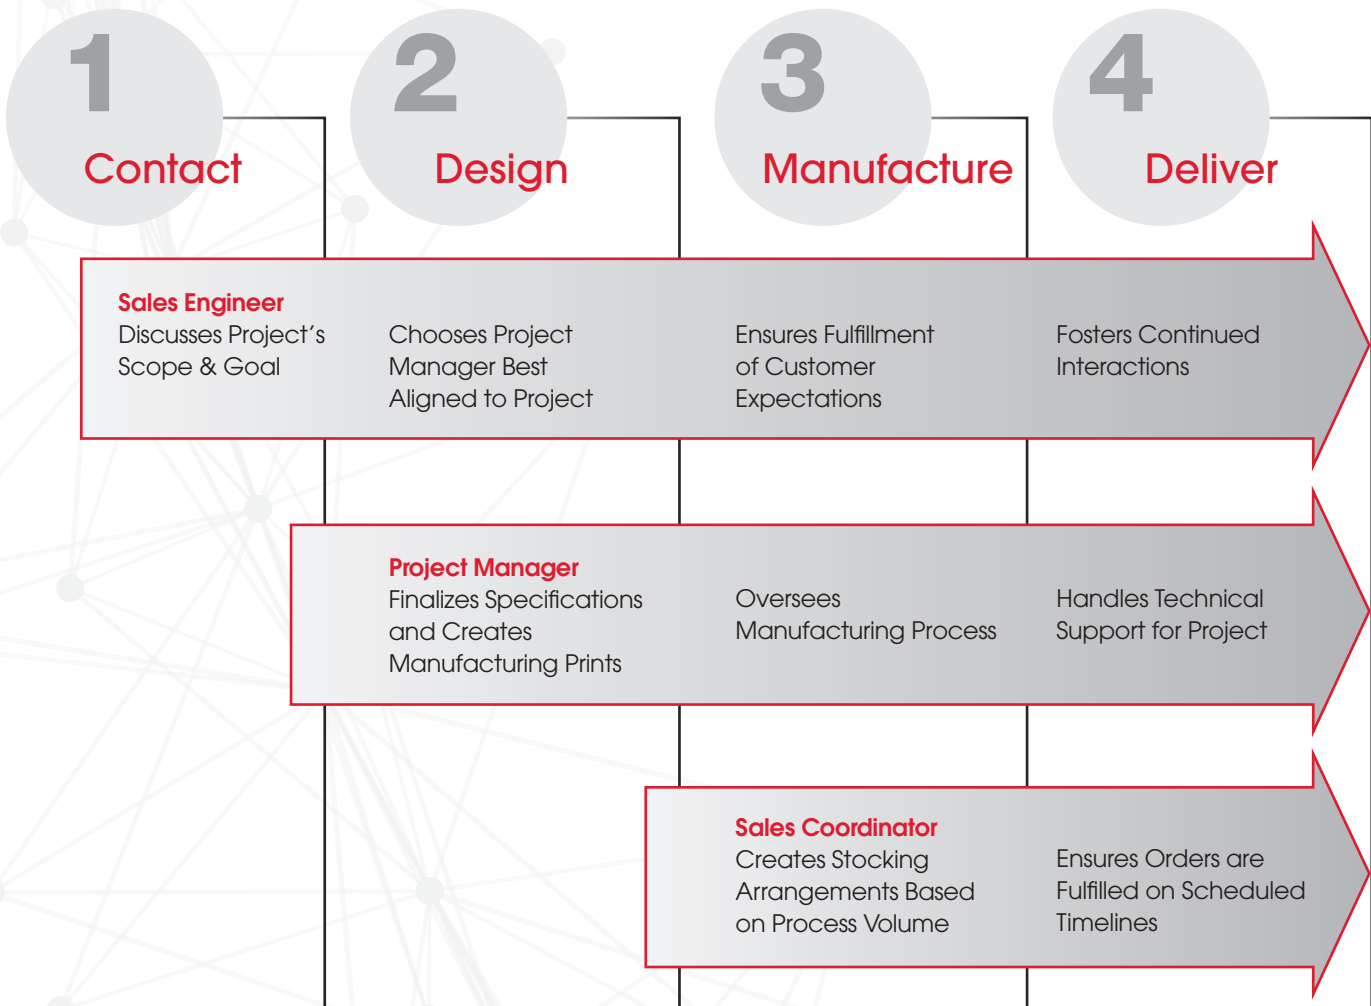 1
Contact
2
Design
3
Manufacture
4
Deliver
Sales Engineer
Discusses Project's
Scope & Goal
Chooses Project
Manager Best
Aligned to Project
Ensures Fulfillment
of Customer
Expectations
Fosters Continued
Interactions
Project Manager
Finalizes Specifications
and Creates
Manufacturing Prints
Oversees
Manufacturing Process
Handles Technical
Support for Project
Sales Coordinator
Creates Stocking
Arrangements Based
on Process Volume
Ensures Orders are
Fulfilled on Scheduled
Timelines